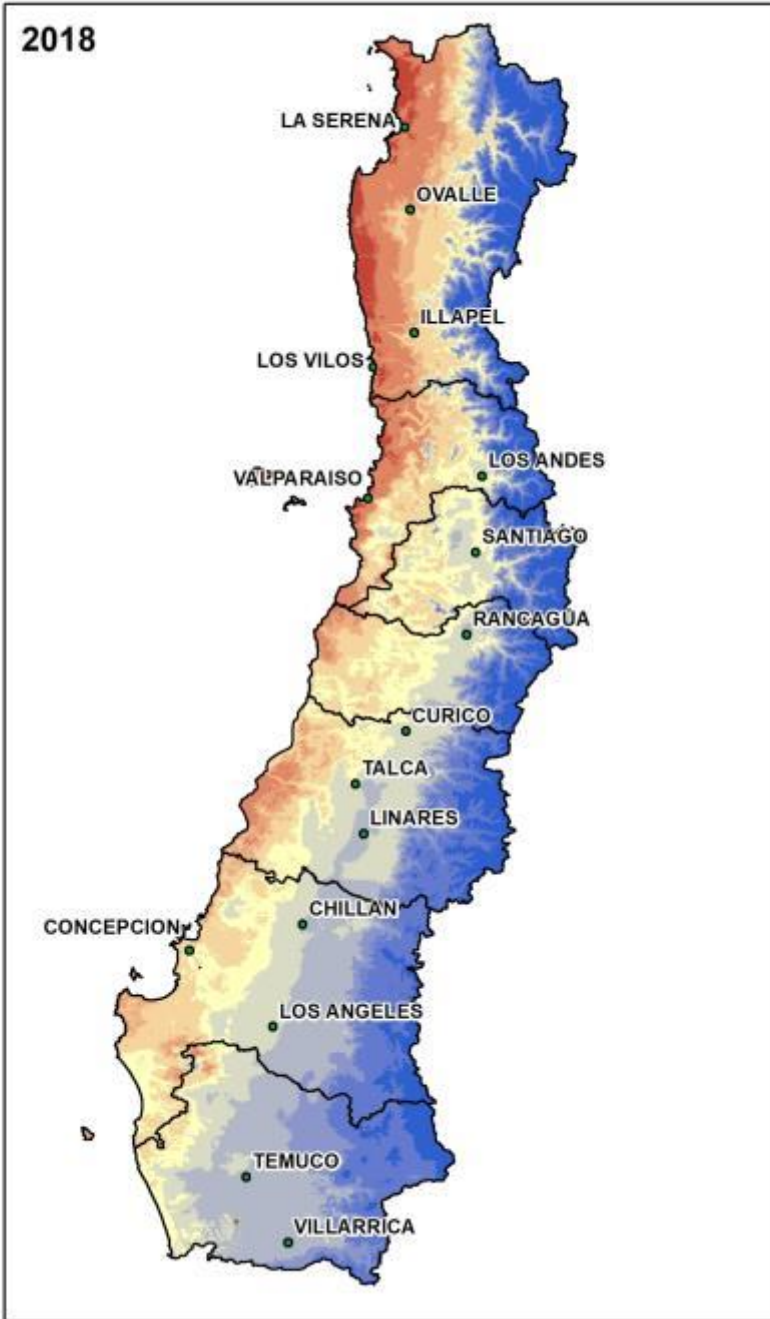 2018
LA SERENA
OVALLE
ILLAPEL
LOS VILOS
LOS ANDES
VALPARAISO
SANTIAGO
RANCAGUA
CURICO
TALCA
LINARES
CHILLAN
CONCEPCION
LOS ANGELES
TEMUCO
VILLARRICA